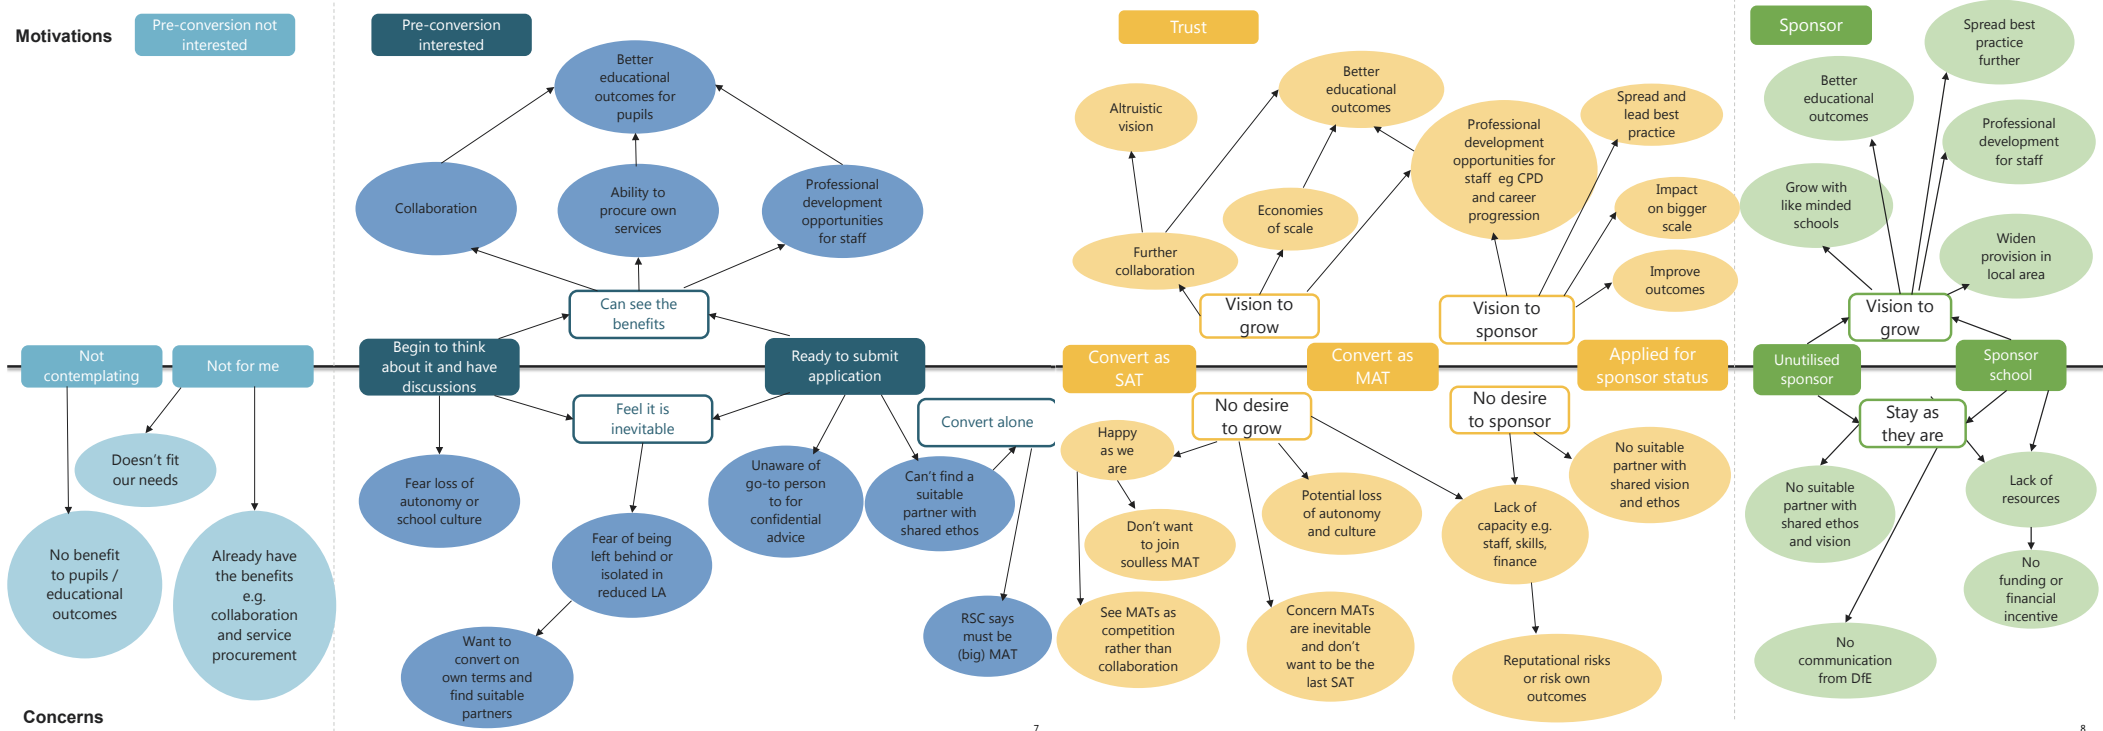 Motivations
Pre-conversion not
interested
Pre-conversion
interested
Trust
Sponsor
Better
educational
outcomes for
pupils
Collaboration
Ability to
procure own
services
Professional
development
opportunities
for staff
Can see the
benefits
Altruistic
vision
Better
educational
outcomes
Professional
development
opportunities for
staff eg CPD
and career
progression
Spread and
lead best
practice
Economies
of scale
Further
collaboration
Impact
on bigger
scale
Improve
outcomes
Vision to
grow
Vision to
sponsor
Spread best
practice
further
Better
educational
outcomes
Professional
development
for staff
Grow with
like minded
schools
Widen
provision in
local area
Vision to
grow
Not
contemplating
Not for me
Begin to think
about it and have
discussions
Ready to submit
application
Convert as
SAT
Convert as
MAT
Applied for
sponsor status
Unutilised
sponsor
Sponsor
school
Doesn't fit
our needs
No benefit
to pupils /
educational
outcomes
Already have
the benefits
e.g.
collaboration
and service
procurement
Feel it is
inevitable
Convert alone
Fear loss of
autonomy or
school culture
Unaware of
go-to person
to for
confidential
advice
Can't find a
suitable
partner with
shared ethos
Fear of being
left behind or
isolated in
reduced LA
Want to
convert on
own terms and
find suitable
partners
RSC says
must be
(big) MAT
No desire
to grow
No desire
to sponsor
Happy
as we
are
Don't want
to join
soulless MAT
Potential loss
of autonomy
and culture
Lack of
capacity e.g.
staff, skills,
finance
No suitable
partner with
shared vision
and ethos
See MATs as
competition
rather than
collaboration
Concern MATs
are inevitable
and don't
want to be the
last SAT
Reputational risks
or risk own
outcomes
Stay as
they are
No suitable
partner with
shared ethos
and vision
Lack of
resources
No
funding or
financial
incentive
No
communication
from DfE
Concerns
7
8